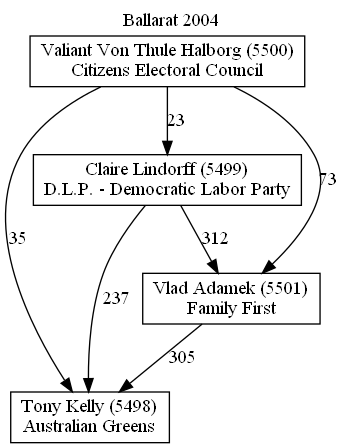 Ballarat 2004
Valiant Von Thule Halborg (5500)
Citizens Electoral Council
23
Claire Lindorff (5499)
D.L.P. - Democratic Labor Party
73
35
312
237
Vlad Adamek (5501)
Family First
305
Tony Kelly (5498)
Australian Greens